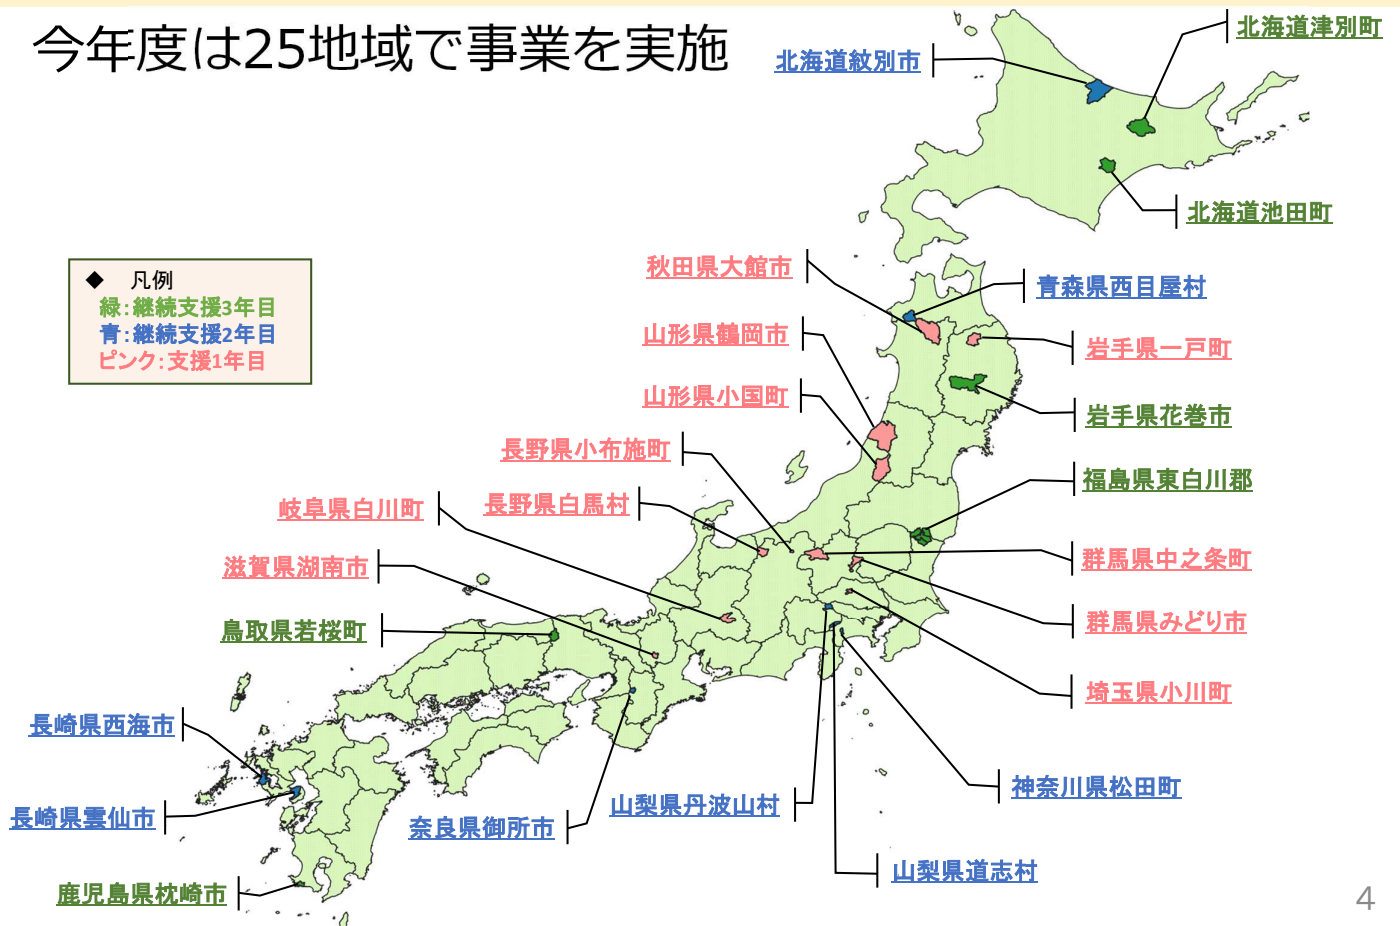 今年度は25地域で事業を実施
北海道津別町
北海道紋別市
北海道池田町
◆ 凡例
緑：継続支援3年目
青：継続支援2年目
ピンク：支援1年目
秋田県大館市
青森県西目屋村
山形県鶴岡市
岩手県一戸町
山形県小国町
岩手県花巻市
長野県小布施町
福島県東白川郡
長野県白馬村
岐阜県白川町
群馬県中之条町
滋賀県湖南市
群馬県みどり市
鳥取県若桜町
埼玉県小川町
長崎県西海市
神奈川県松田町
山梨県丹波山村
長崎県雲仙市
奈良県御所市
山梨県道志村
鹿児島県枕崎市
4